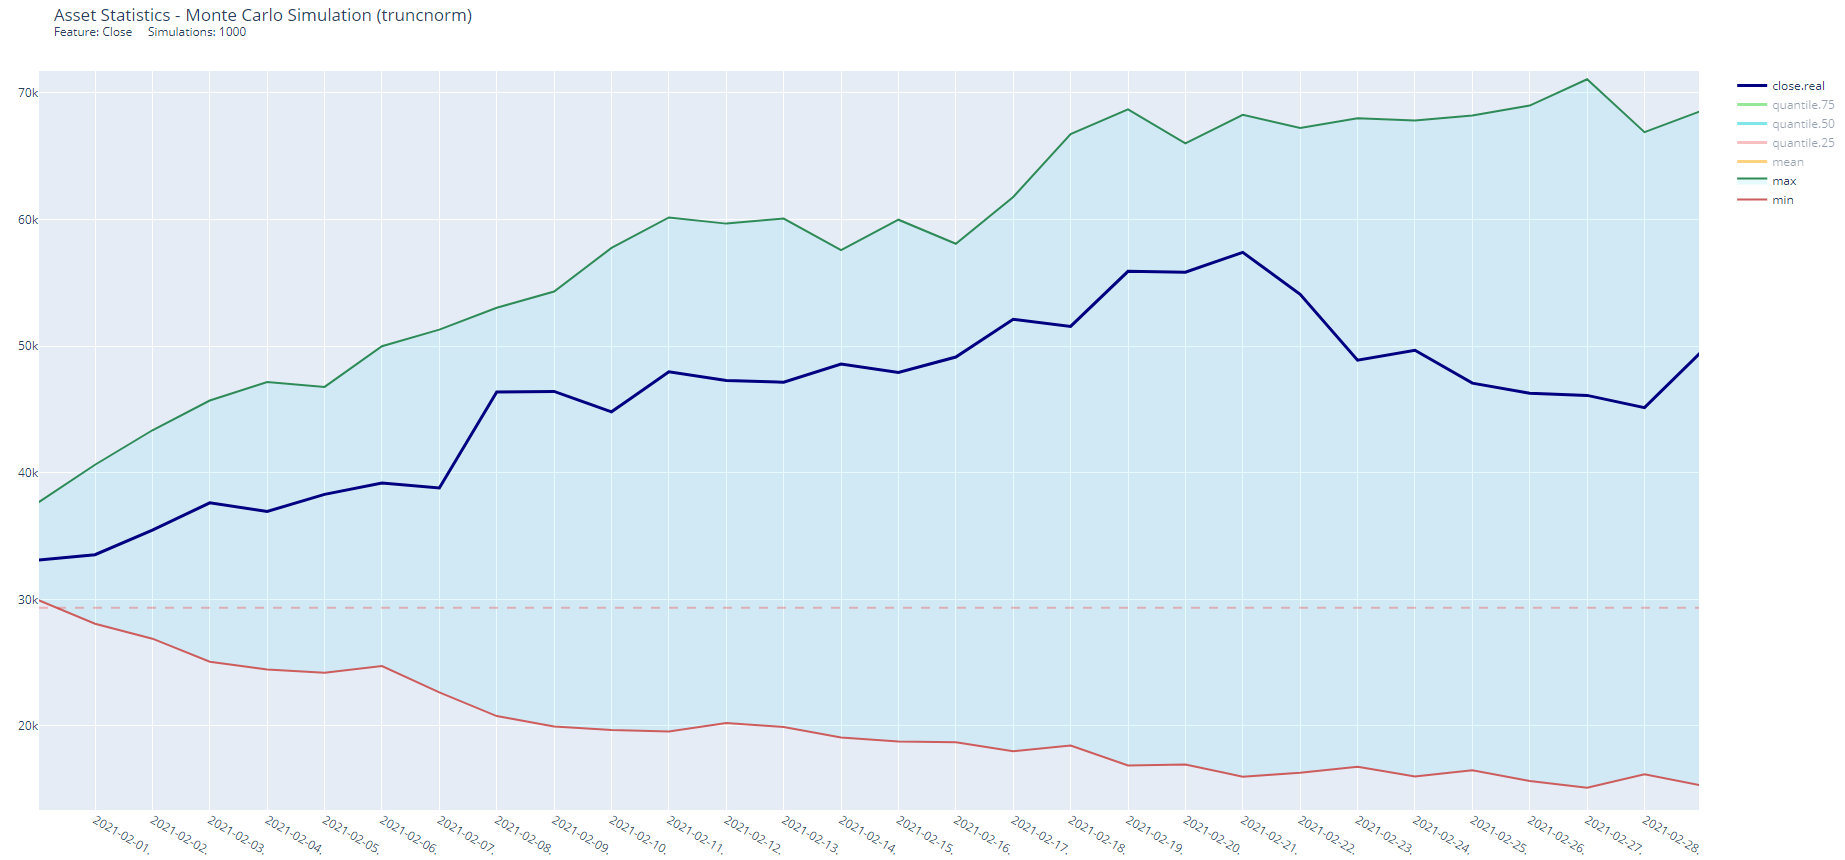 Asset Statistics - Monte Carlo Simulation (truncnorm)
Feature: Close Simulations: 1000
70k
60k
50k
40k
30k
20k
2021-02-01.
2021-02-02.
2021-02-03.
2021-02-04.
2021-02-05.
2021-02-06.
2021-02-07.
2021-02-08.
2021-02-09.
2021-02-10.
2021-02-11.
2021-02-12.
2021-02-13.
2021-02-14.
2021-02-15.
2021-02-16.
2021-02-17.
2021-02-18.
2021-02-19.
2021-02-20.
2021-02-21.
2021-02-22.
2021-02-23.
2021-02-24.
2021-02-25.
2021-02-26.
2021-02-27.
2021-02-28.
close.real
quantile.75
quantile.50
quantile.25
mean
max
min